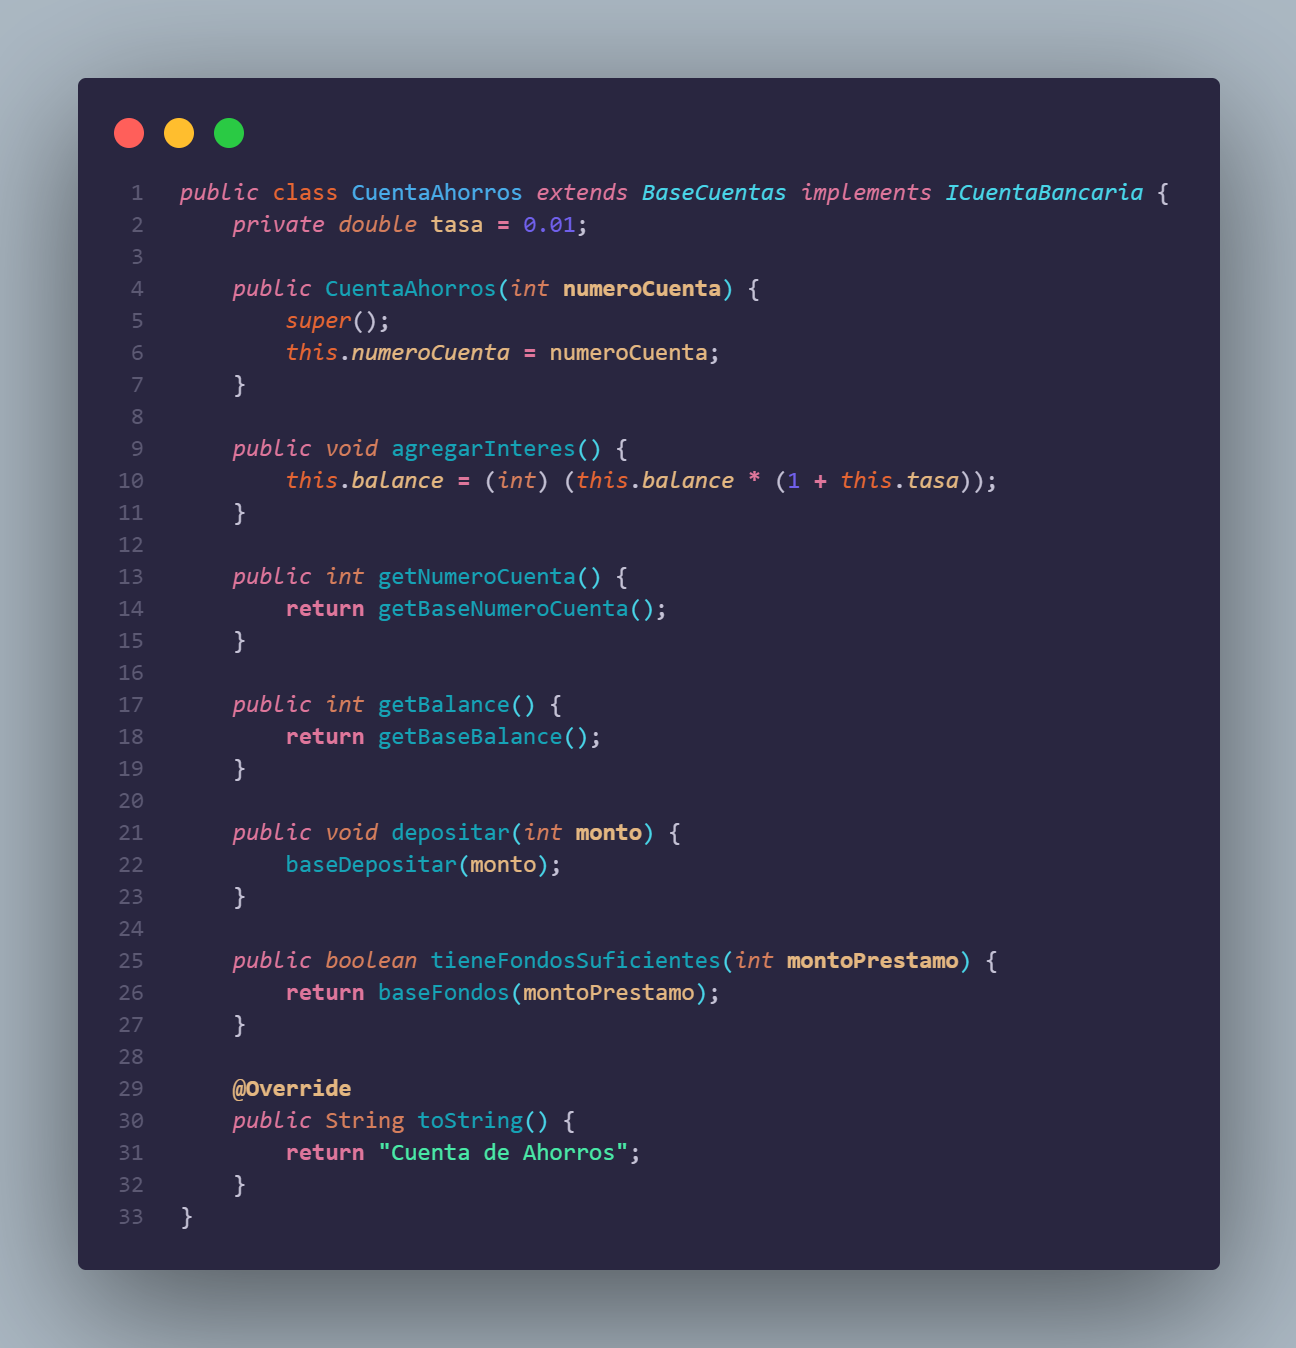 1 public class CuentaAhorros extends BaseCuentas implements ICuentaBancaria {
2     private double tasa = 0.01;
3
4     public CuentaAhorros(int numeroCuenta) {
5         super();
6         this.numeroCuenta = numeroCuenta;
7     }
8
9     public void agregarInteres() {
10         this.balance = (int) (this.balance * (1 + this.tasa));
11     }
12
13     public int getNumeroCuenta() {
14         return getBaseNumeroCuenta();
15     }
16
17     public int getBalance() {
18         return getBaseBalance();
19     }
20
21     public void depositar(int monto) {
22         baseDepositar(monto);
23     }
24
25     public boolean tieneFondosSuficientes(int montoPrestamo) {
26         return baseFondos(montoPrestamo);
27     }
28
29     @Override
30     public String toString() {
31         return "Cuenta de Ahorros";
32     }
33 }